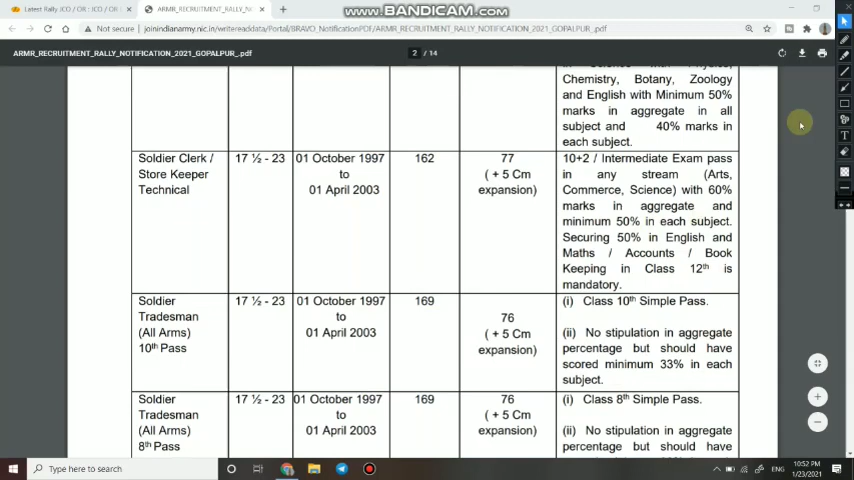 www.BANDICAM.com
Latest Rally JCO / OR : JCO / OR
ARMR_RECRUITMENT_RALLY_NOTIFIC
Not secure | joinindianarmy.nic.in/writereaddata/Portal/BRAVO_NotificationPDF/ARMR_RECRUITMENT_RALLY_NOTIFICATION_2021_GOPALPUR_.pdf
ARMR_RECRUITMENT_RALLY_NOTIFICATION_2021_GOPALPUR_.pdf
2 / 14
in Science with Physics,
Chemistry, Botany, Zoology
and English with Minimum 50%
marks in aggregate in all
subject and 40% marks in
each subject.
Soldier Clerk /
Store Keeper
Technical
17 ½ - 23
01 October 1997
to
01 April 2003
162
77
( + 5 Cm
expansion)
10+2 / Intermediate Exam pass
in any stream (Arts,
Commerce, Science) with 60%
marks in aggregate and
minimum 50% in each subject.
Securing 50% in English and
Maths / Accounts / Book
Keeping in Class 12th is
mandatory.
Soldier
Tradesman
(All Arms)
10th Pass
17 ½ - 23
01 October 1997
to
01 April 2003
169
76
( + 5 Cm
expansion)
(i) Class 10th Simple Pass.
(ii) No stipulation in aggregate
percentage but should have
scored minimum 33% in each
subject.
Soldier
Tradesman
(All Arms)
8th Pass
17 ½ - 23
01 October 1997
to
01 April 2003
169
76
( + 5 Cm
expansion)
(i) Class 8th Simple Pass.
(ii) No stipulation in aggregate
percentage but should have
Type here to search
ENG
10:52 PM
1/23/2021